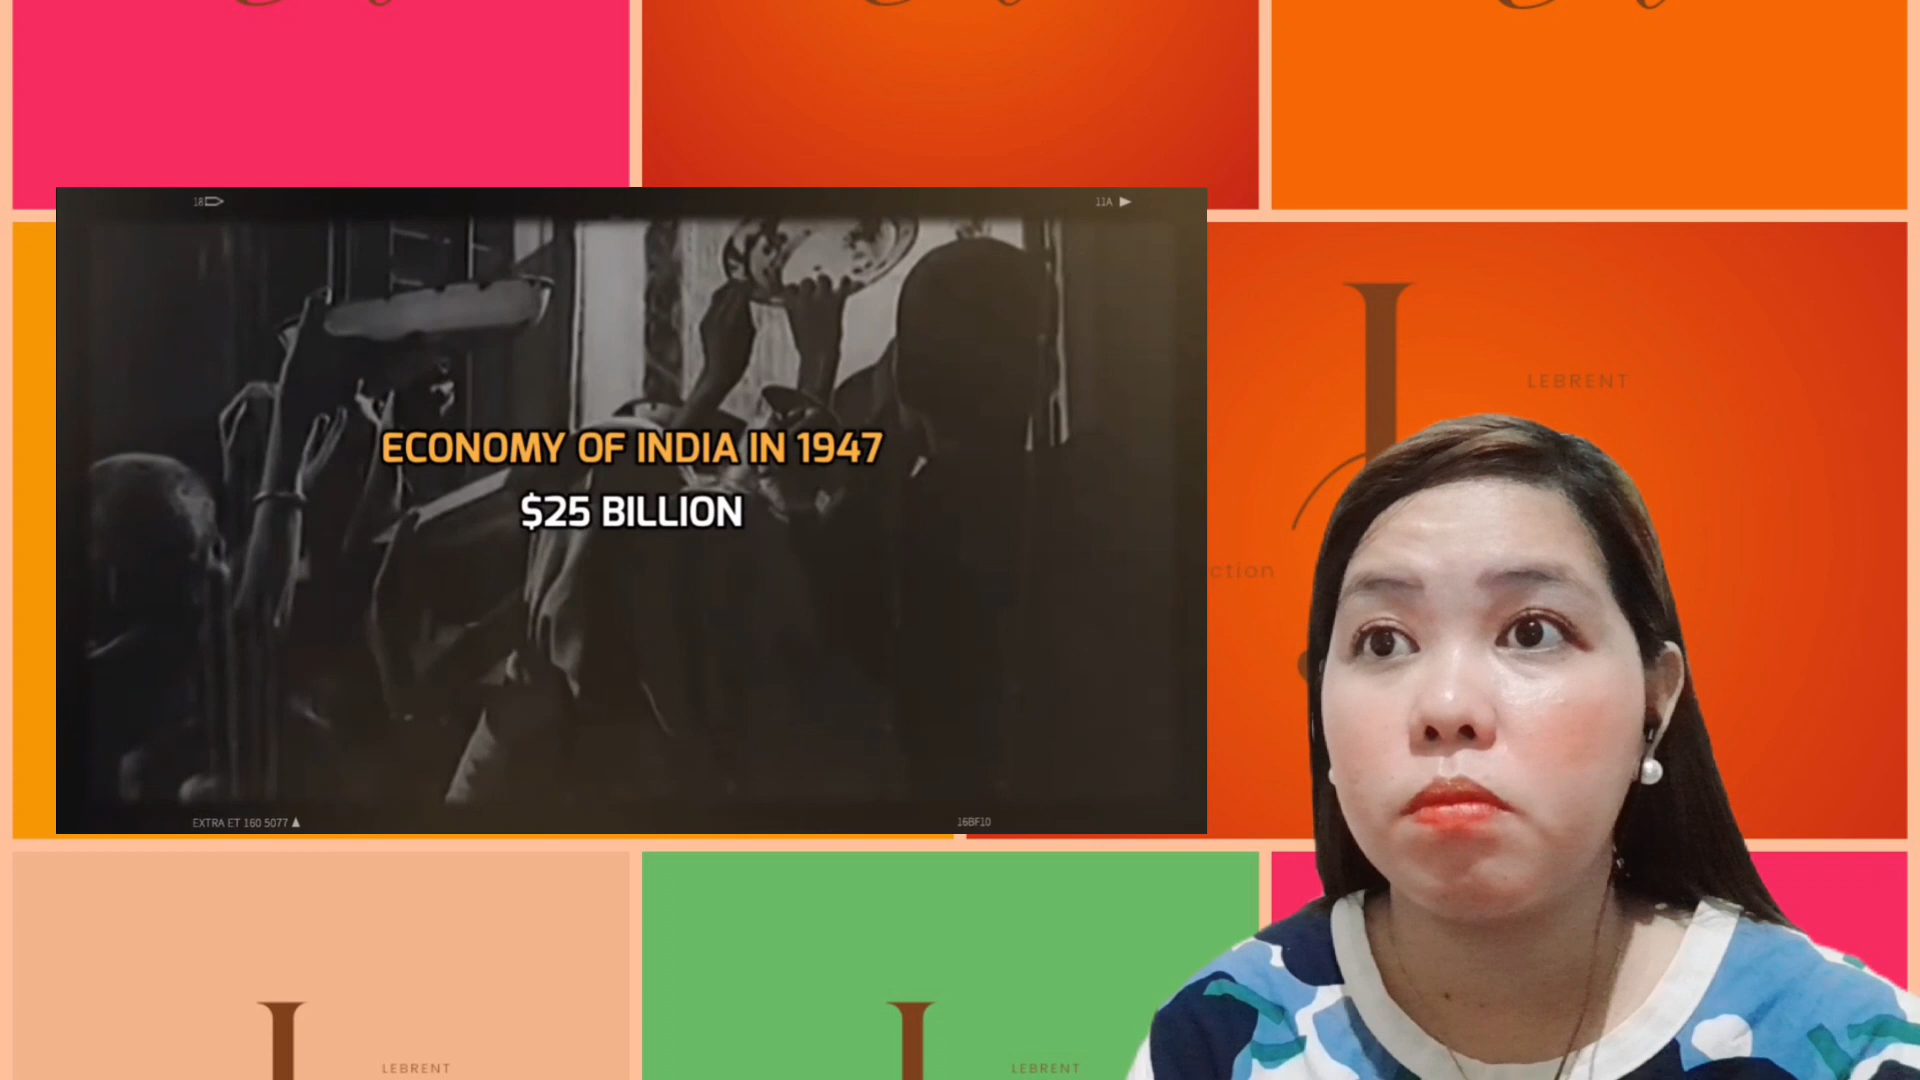 18
11A
ECONOMY OF INDIA IN 1947
$25 BILLION
EXTRA ET 160 5077
16BF10
LEBRENT
ction
LEBRENT
LEBRENT